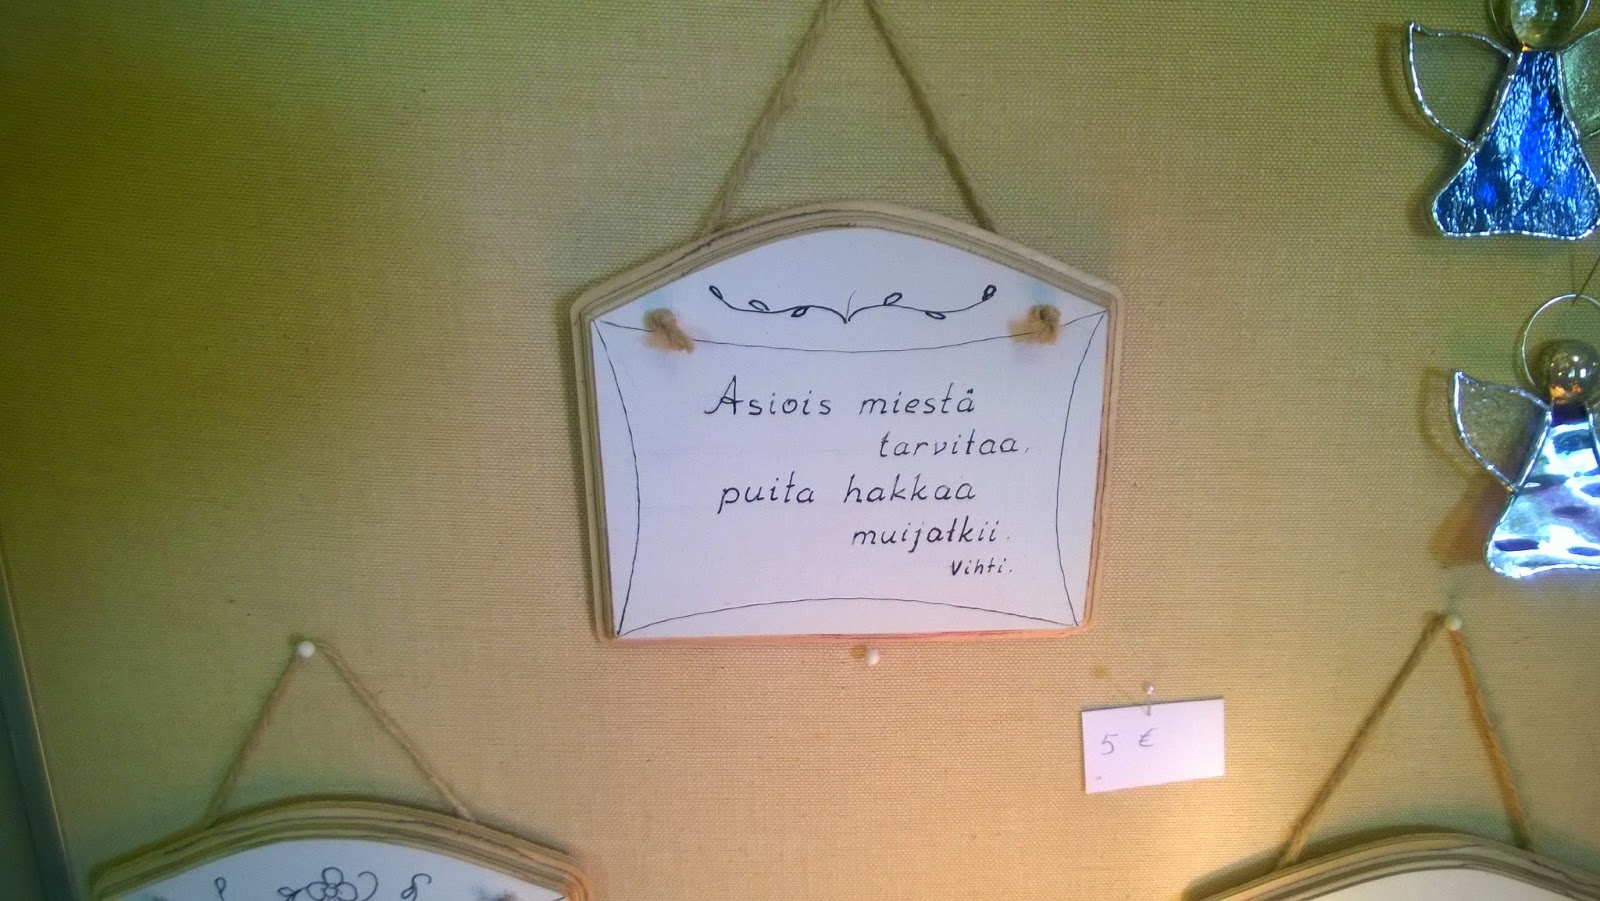 Asiois miestä
tarvitaa,
puita hakkaa
muijatkii.
Vihti.
5 €